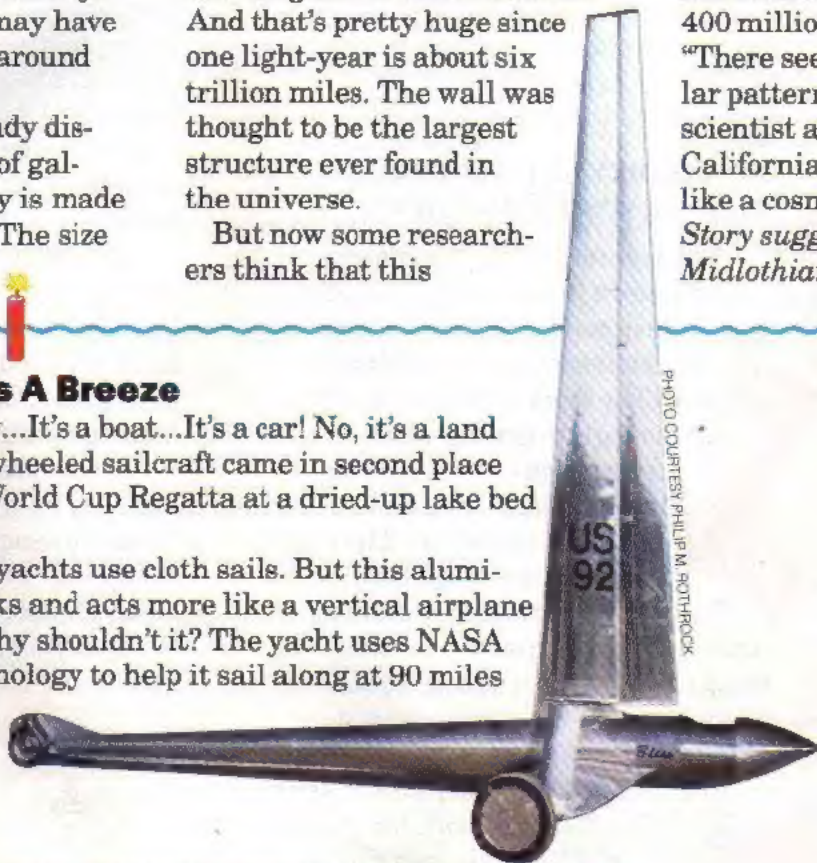 may have
around
dy dis-
of gal-
y is made
The size
And that's pretty huge since
one light-year is about six
trillion miles. The wall was
thought to be the largest
structure ever found in
the universe.
But now some research-
ers think that this
400 millio
"There see
lar pattern
scientist a
California
like a cosm
Story sugg
Midlothian
s A Breeze
...It's a boat...It's a car! No, it's a land
wheeled sailcraft came in second place
World Cup Regatta at a dried-up lake bed
yachts use cloth sails. But this alumi-
ks and acts more like a vertical airplane
hy shouldn't it? The yacht uses NASA
nology to help it sail along at 90 miles
PHOTO COURTESY PHILIP M. ROTHROCK
US
92